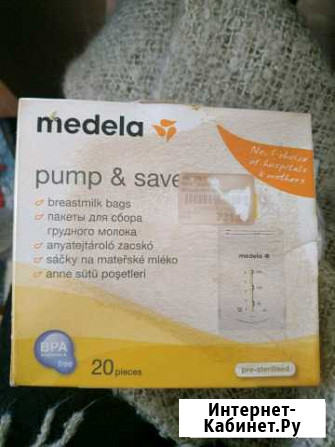 medela
No.1 choice
of hospitals
& mothers
pump & save
breastmilk bags
пакеты для сбора
грудного молока
anyatejtároló zacskó
sáčky na mateřské mléko
anne sütü poşetleri
medela
BPA
free
20 pieces
pre-sterilised
Интернет-
Кабинет.Ру